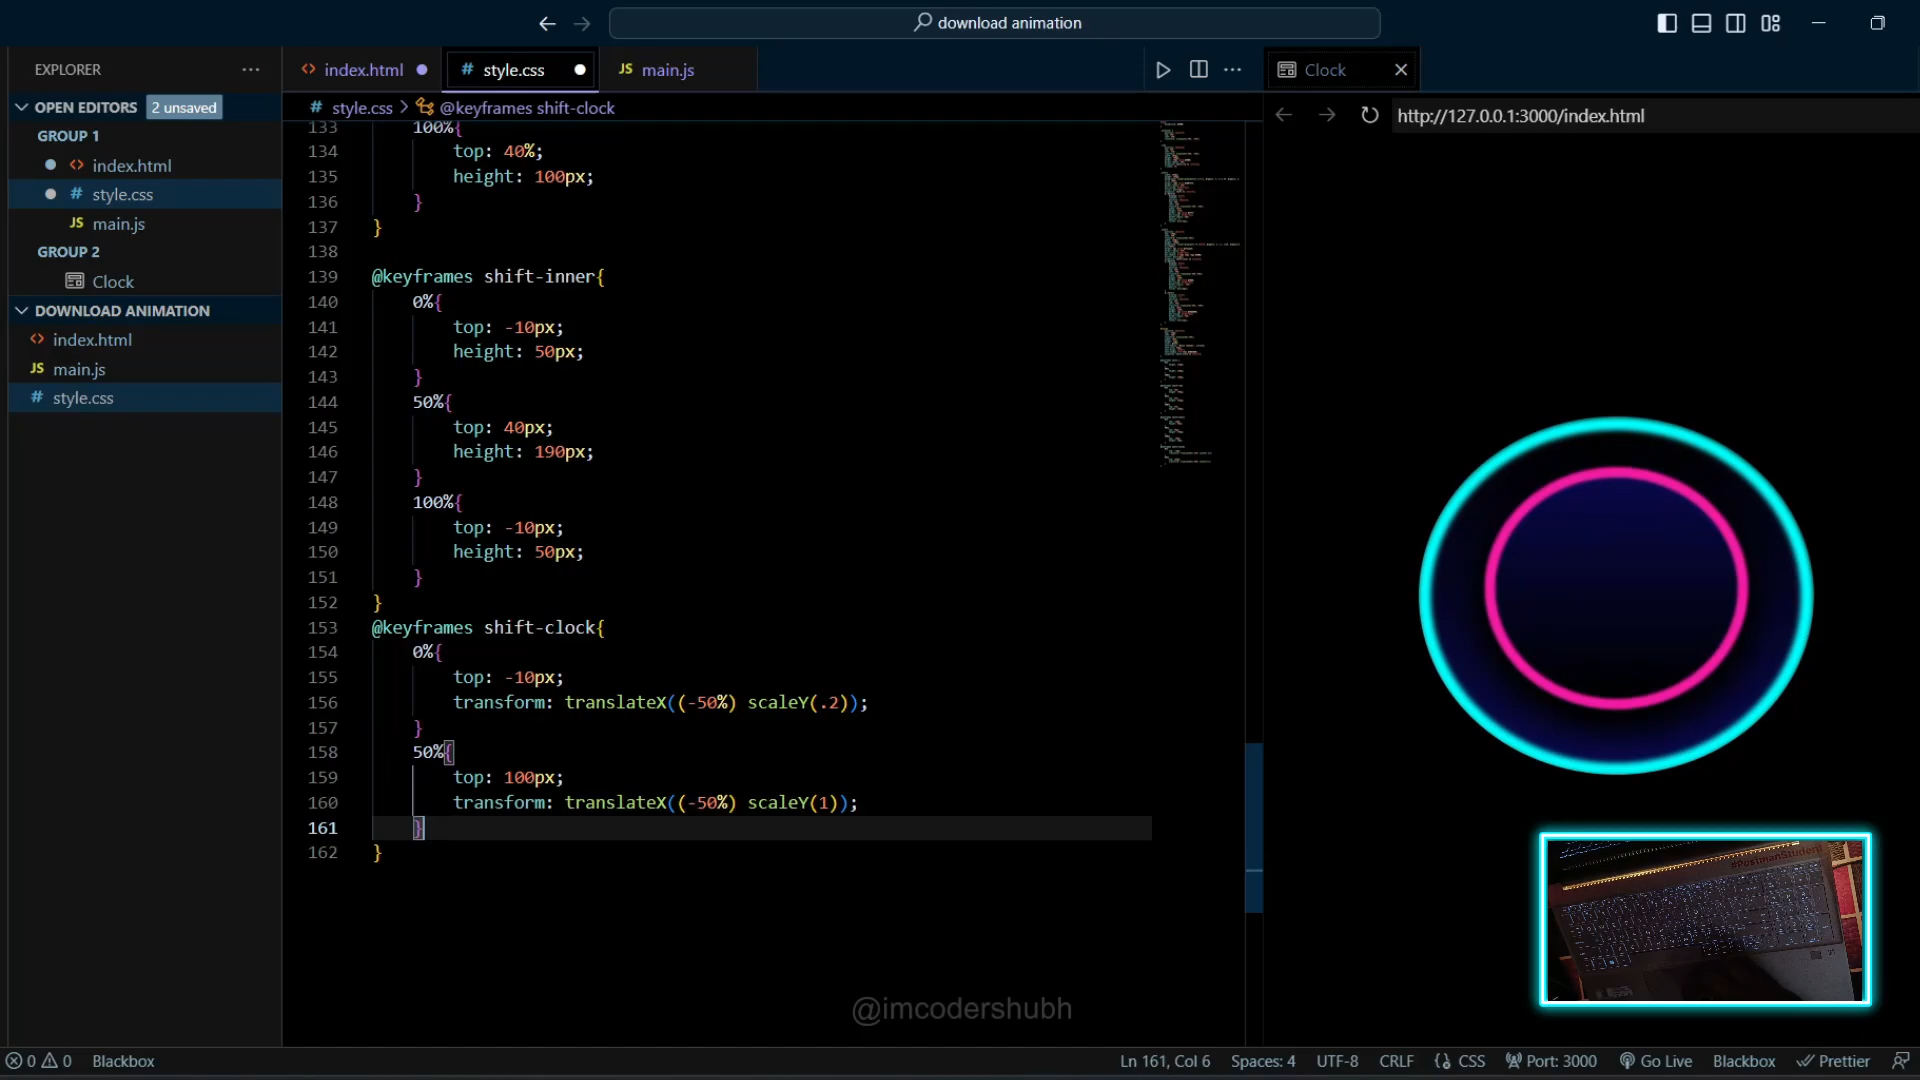 download animation
EXPLORER
index.html
# style.css
JS main.js
Clock
OPEN EDITORS 2 unsaved
# style.css > @keyframes shift-clock
http://127.0.0.1:3000/index.html
GROUP 1
<> index.html
# style.css
JS main.js
GROUP 2
Clock
DOWNLOAD ANIMATION
<> index.html
JS main.js
# style.css
133 100%{
134 top: 40%;
135 height: 100px;
136 }
137 }
138
139 @keyframes shift-inner{
140 0%{
141 top: -10px;
142 height: 50px;
143 }
144 50%{
145 top: 40px;
146 height: 190px;
147 }
148 100%{
149 top: -10px;
150 height: 50px;
151 }
152 }
153 @keyframes shift-clock{
154 0%{
155 top: -10px;
156 transform: translateX((-50%) scaleY(.2));
157 }
158 50%{
159 top: 100px;
160 transform: translateX((-50%) scaleY(1));
161 }
162 }
#PostmanStudent
@imcodershubh
0 0 Blackbox
Ln 161, Col 6 Spaces: 4 UTF-8 CRLF {} CSS Port: 3000 Go Live Blackbox Prettier